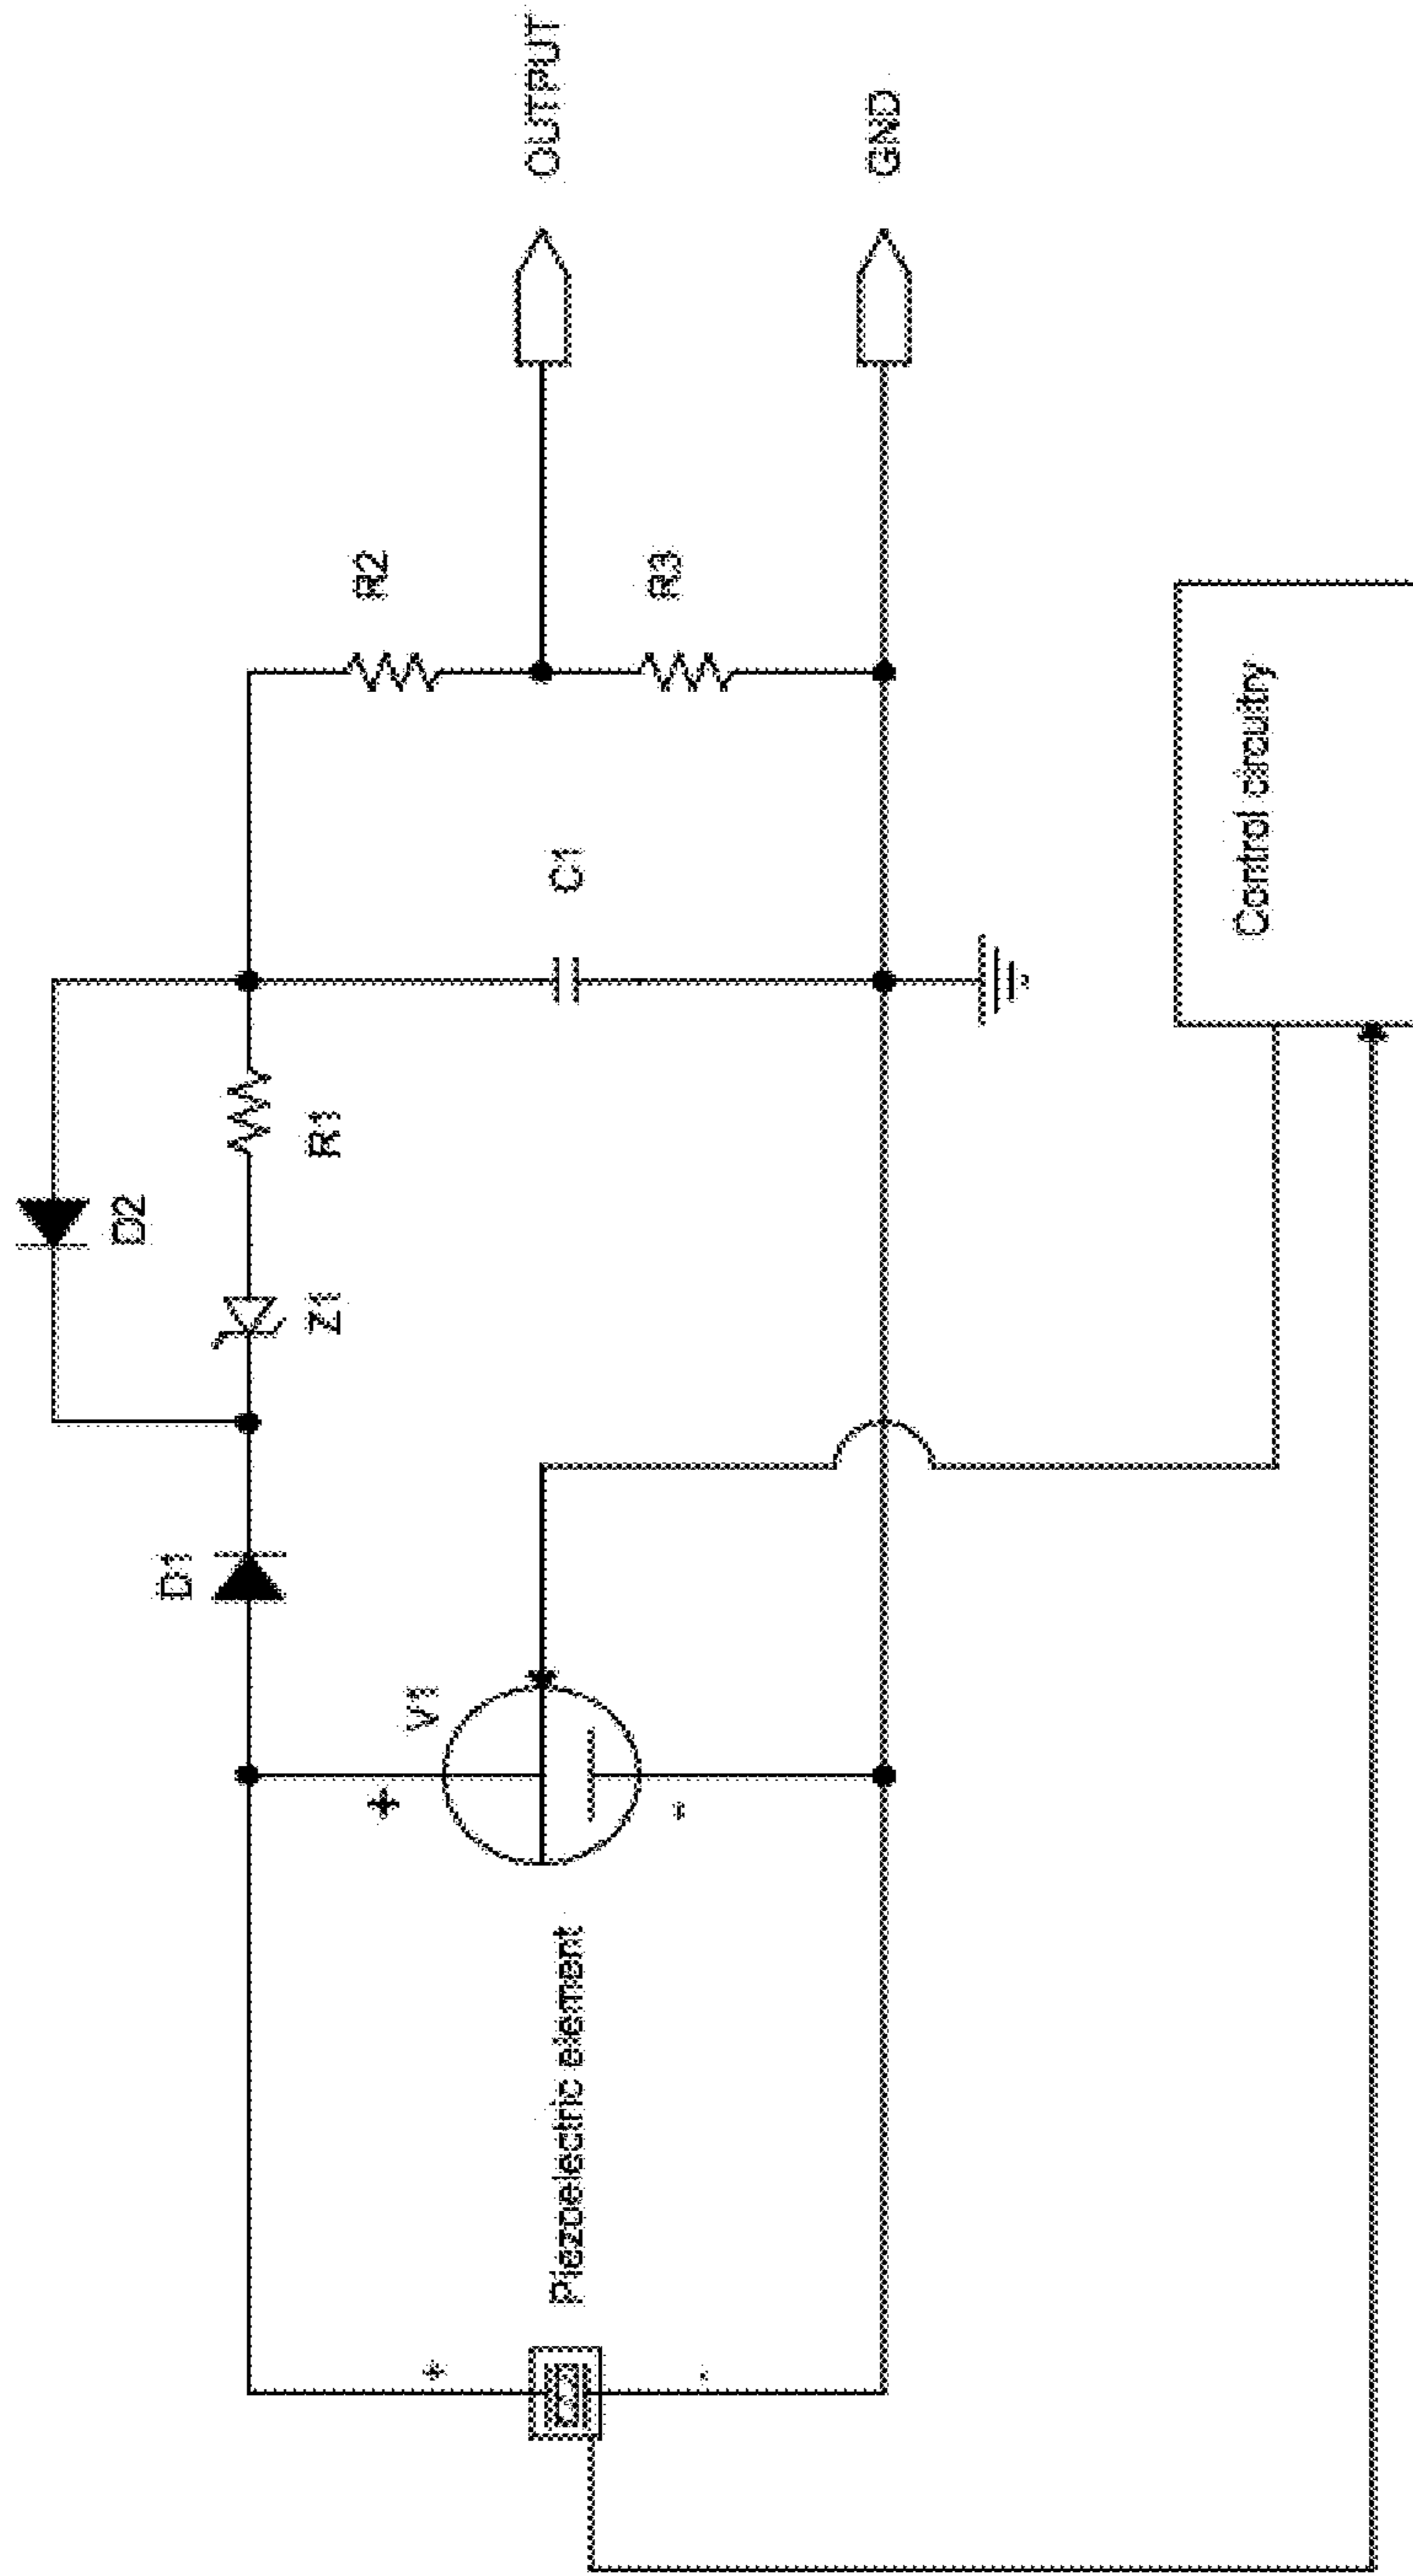 D2
D1
Z1
R1
R2
V1
+
-
C1
R3
OUTPUT
+
-
Piezoelectric element
GND
Control circuitry